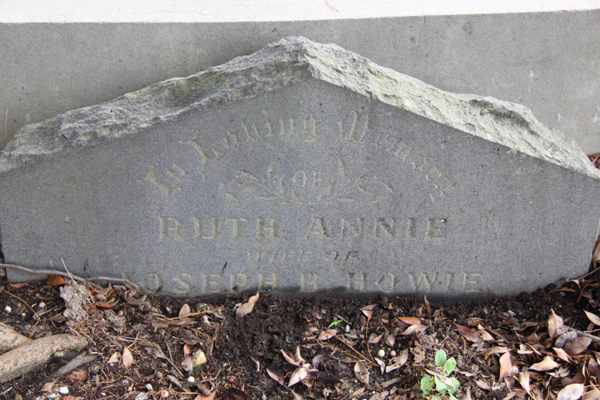 In Loving Memory
OF
RUTH ANNIE
WIFE OF
JOSEPH B. HOWIE